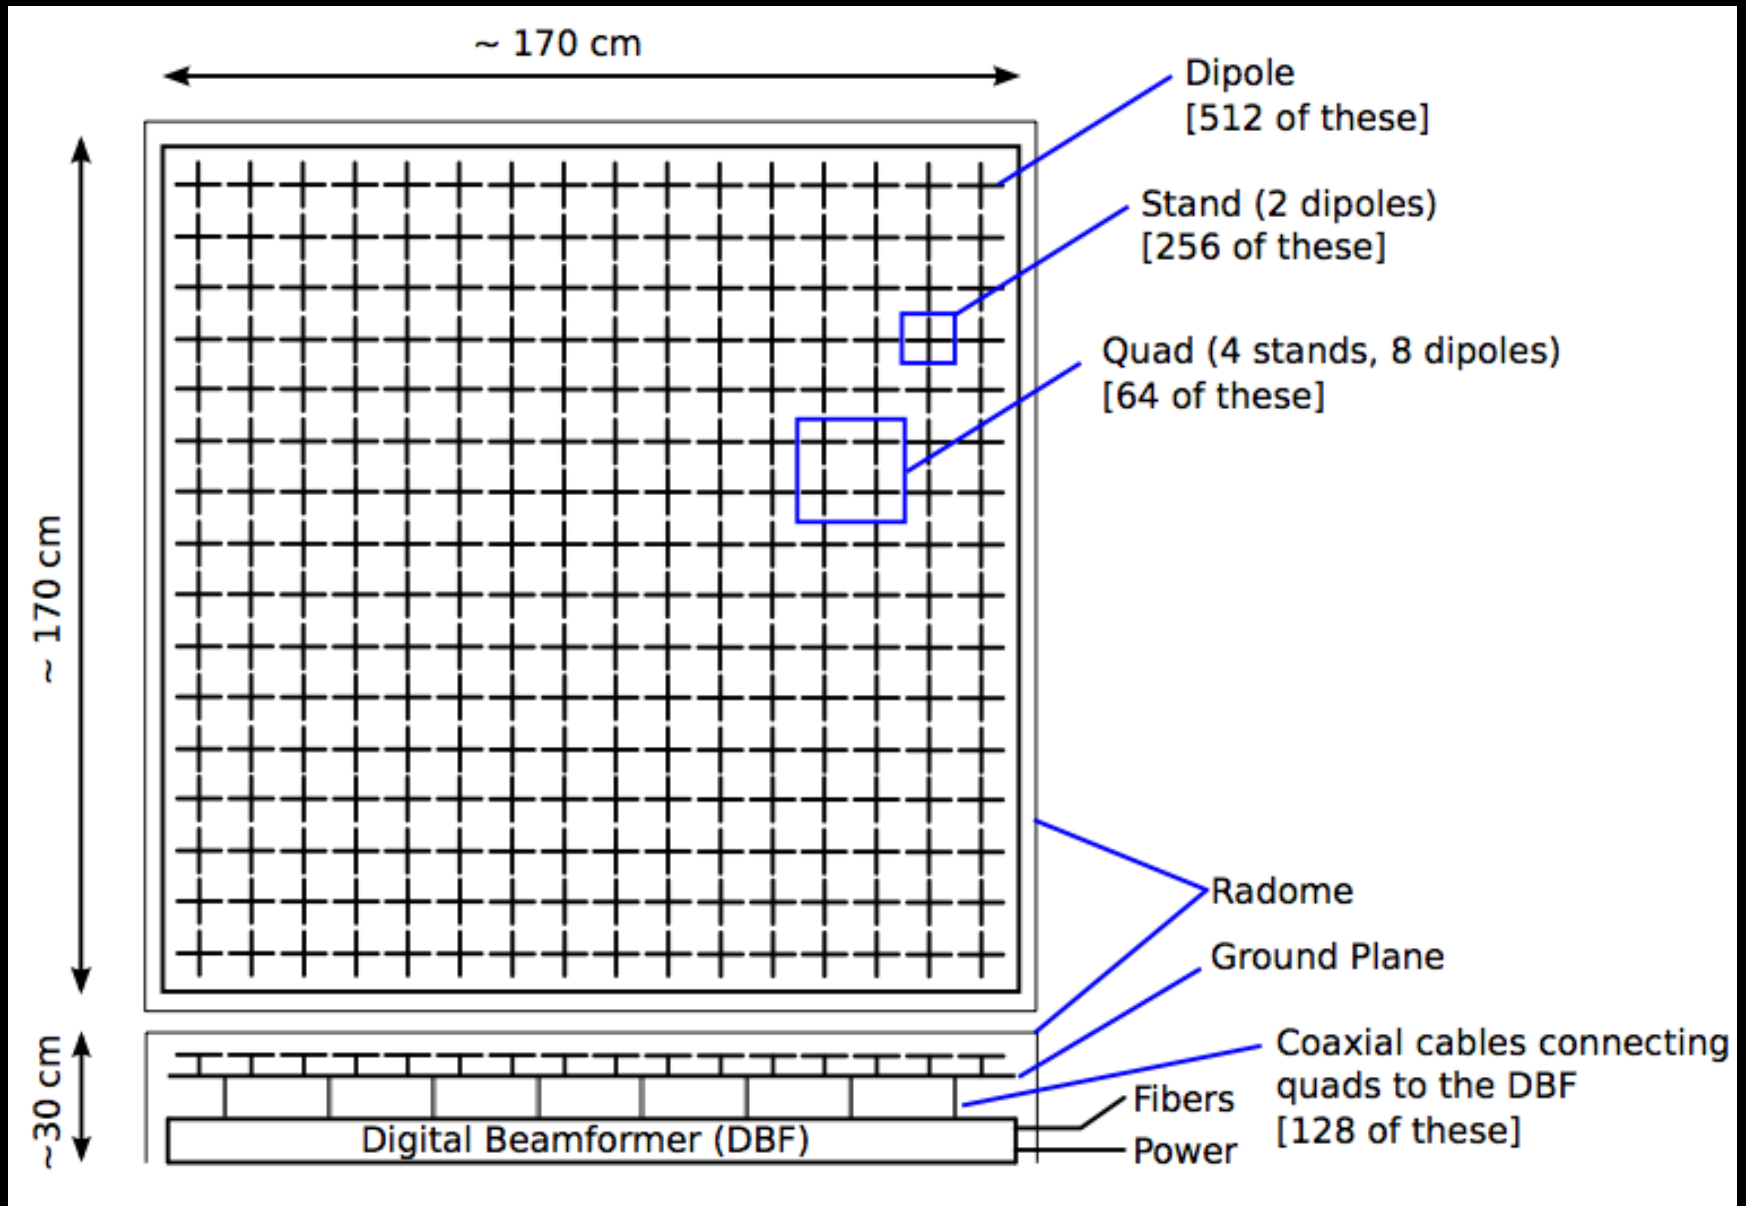 ~ 170 cm
Dipole
[512 of these]
Stand (2 dipoles)
[256 of these]
Quad (4 stands, 8 dipoles)
[64 of these]
~ 170 cm
Radome
Ground Plane
~30 cm
Coaxial cables connecting
quads to the DBF
[128 of these]
Fibers
Digital Beamformer (DBF)
Power